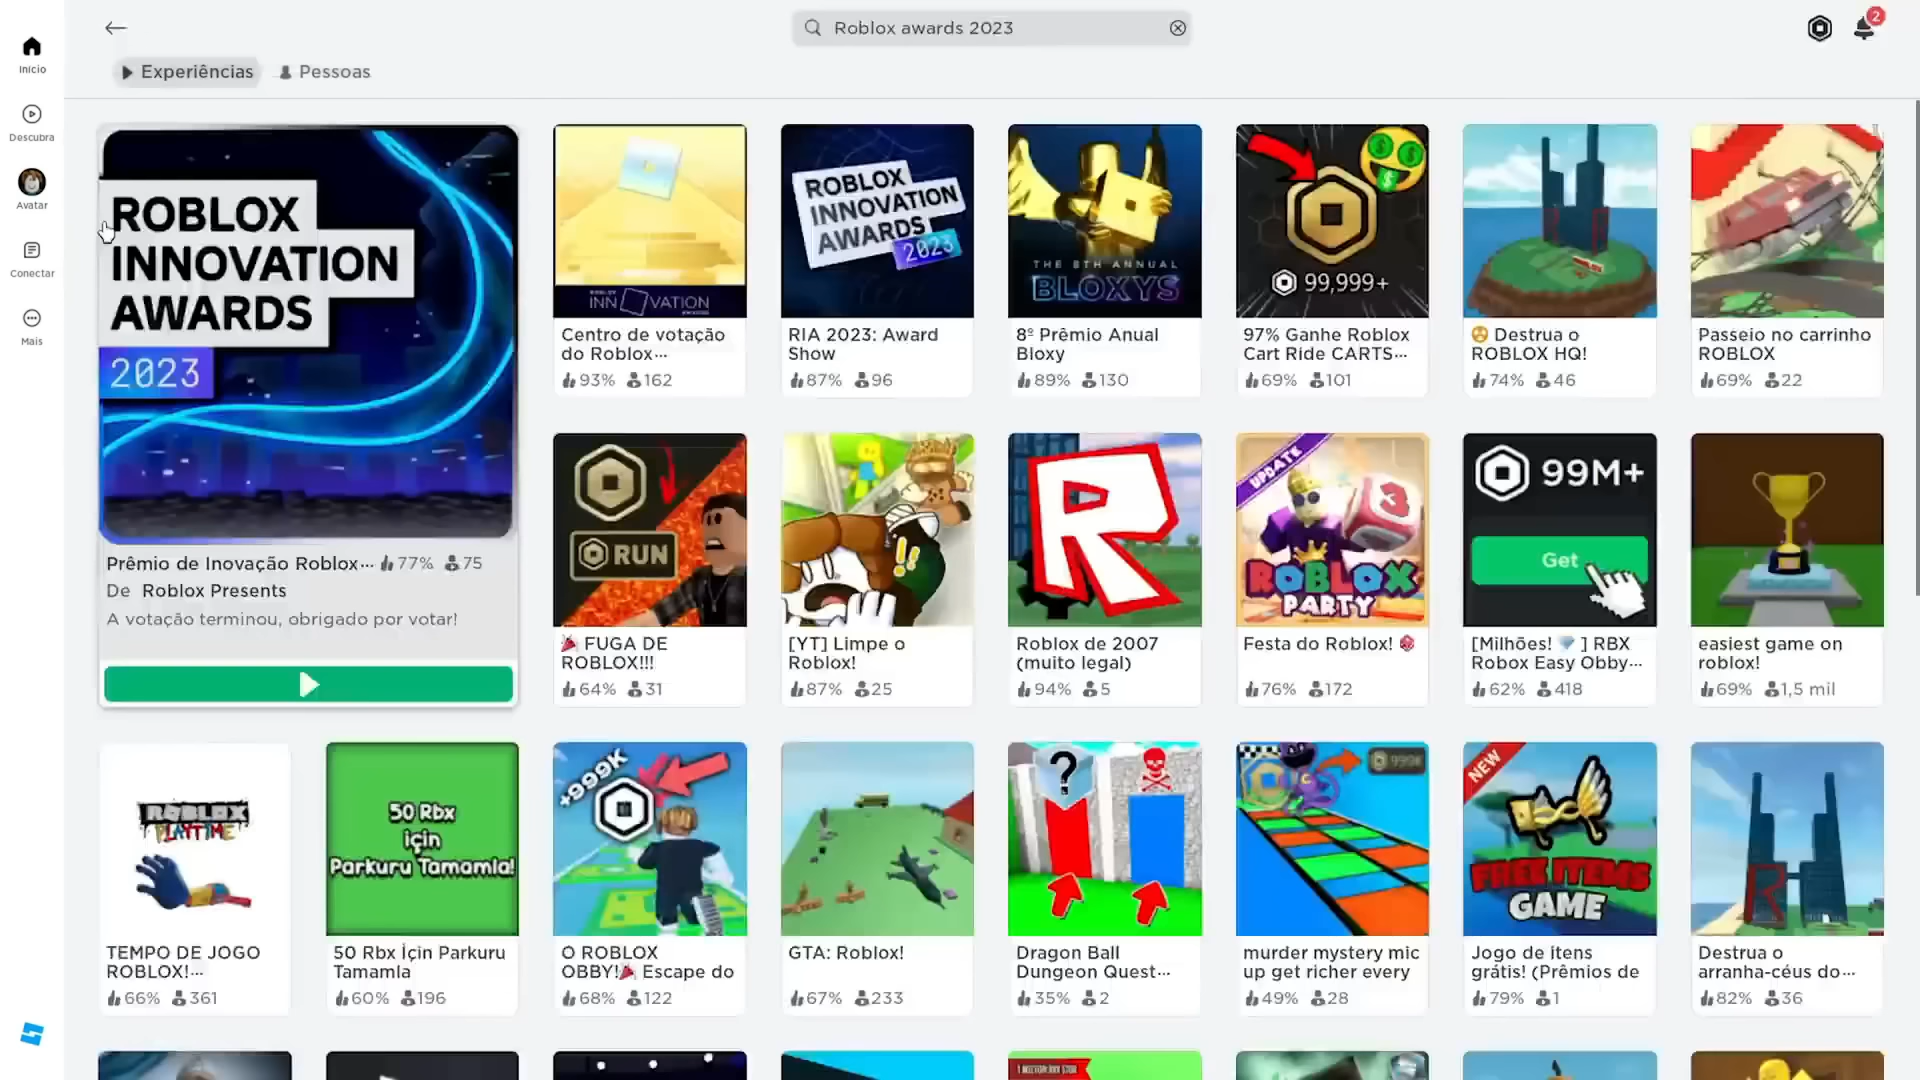 Roblox awards 2023
2
Início
Descubra
Avatar
Conectar
Mais
Experiências
Pessoas
ROBLOX
INNOVATION
AWARDS
2023
Prêmio de Inovação Roblox··· 77% 75
De Roblox Presents
A votação terminou, obrigado por votar!
INNOVATION
Centro de votação
do Roblox···
93% 162
ROBLOX
INNOVATION
AWARDS
2023
RIA 2023: Award
Show
87% 96
THE 8TH ANNUAL
BLOXYS
8º Prêmio Anual
Bloxy
89% 130
99,999+
97% Ganhe Roblox
Cart Ride CARTS···
69% 101
Destrua o
ROBLOX HQ!
74% 46
Passeio no carrinho
ROBLOX
69% 22
RUN
FUGA DE
ROBLOX!!!
64% 31
!!
[YT] Limpe o
Roblox!
87% 25
R
Roblox de 2007
(muito legal)
94% 5
UPDATE
3
ROBLOX
PARTY
Festa do Roblox!
76% 172
99M+
Get
[Milhões! 💎 ] RBX
Robox Easy Obby···
62% 418
easiest game on
roblox!
69% 1,5 mil
ROBLOX
PLAYTIME
TEMPO DE JOGO
ROBLOX!···
66% 361
50 Rbx
için
Parkuru Tamamla!
50 Rbx İçin Parkuru
Tamamla
60% 196
+999K
O ROBLOX
OBBY!🎉 Escape do
68% 122
GTA: Roblox!
67% 233
?
Dragon Ball
Dungeon Quest···
35% 2
999K
murder mystery mic
up get richer every
49% 28
NEW
FREE ITEMS
GAME
Jogo de itens
grátis! (Prêmios de
79% 1
R
Destrua o
arranha-céus do···
82% 36